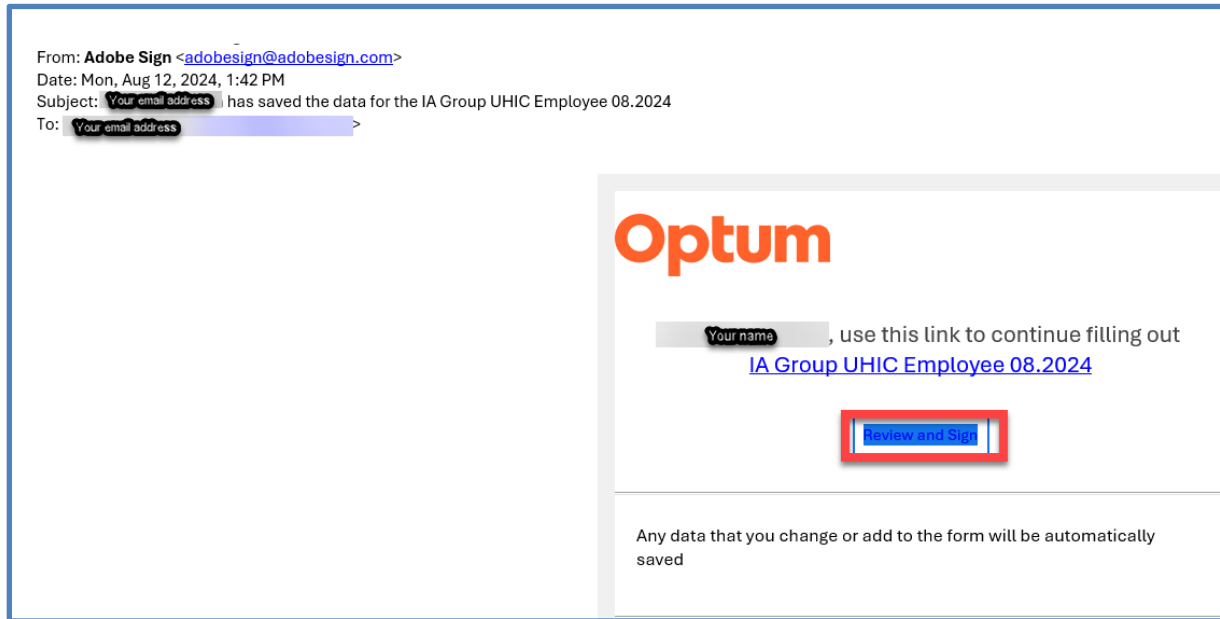 From: Adobe Sign <adobesign@adobesign.com>
Date: Mon, Aug 12, 2024, 1:42 PM
Subject: Your email address has saved the data for the IA Group UHIC Employee 08.2024
To: Your email address >
Optum
Your name , use this link to continue filling out
IA Group UHIC Employee 08.2024
Review and Sign
Any data that you change or add to the form will be automatically
saved